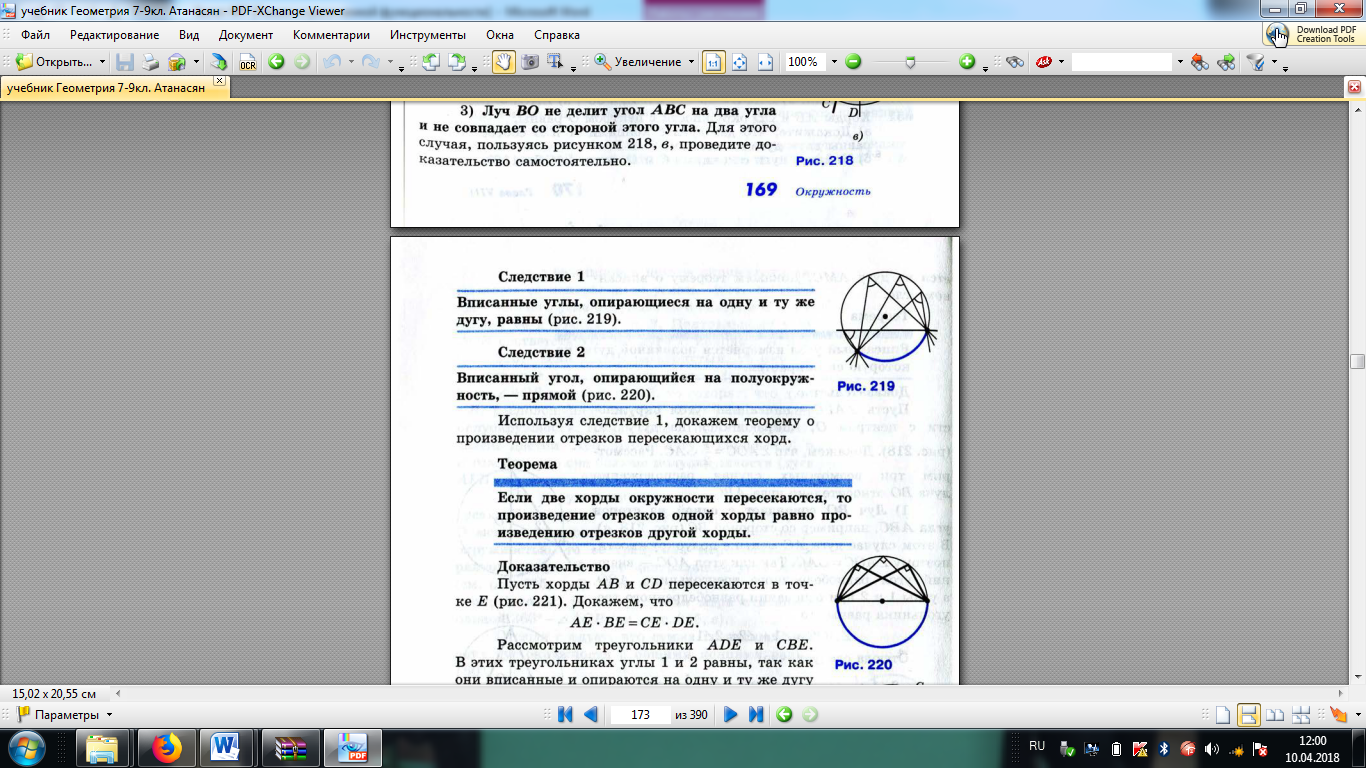 учебник Геометрия 7-9кл. Атанасян - PDF-XChange Viewer
Файл Редактирование Вид Документ Комментарии Инструменты Окна Справка
Download PDF
Creation Tools
Открыть... OCR Увеличение 1:1 100% Ask
учебник Геометрия 7-9кл. Атанасян
3) Луч BO не делит угол ABC на два угла
и не совпадает со стороной этого угла. Для этого
случая, пользуясь рисунком 218, в, проведите до-
казательство самостоятельно.
C
D
в)
Рис. 218
169 Окружность
Следствие 1
Вписанные углы, опирающиеся на одну и ту же
дугу, равны (рис. 219).
Следствие 2
Вписанный угол, опирающийся на полуокруж-
ность, — прямой (рис. 220).
Рис. 219
Используя следствие 1, докажем теорему о
произведении отрезков пересекающихся хорд.
Теорема
Если две хорды окружности пересекаются, то
произведение отрезков одной хорды равно про-
изведению отрезков другой хорды.
Доказательство
Пусть хорды AB и CD пересекаются в точ-
ке E (рис. 221). Докажем, что
AE · BE = CE · DE.
Рассмотрим треугольники ADE и CBE.
В этих треугольниках углы 1 и 2 равны, так как
они вписанные и опираются на одну и ту же дугу
Рис. 220
15,02 x 20,55 см
Параметры 173 из 390
RU 12:00
10.04.2018